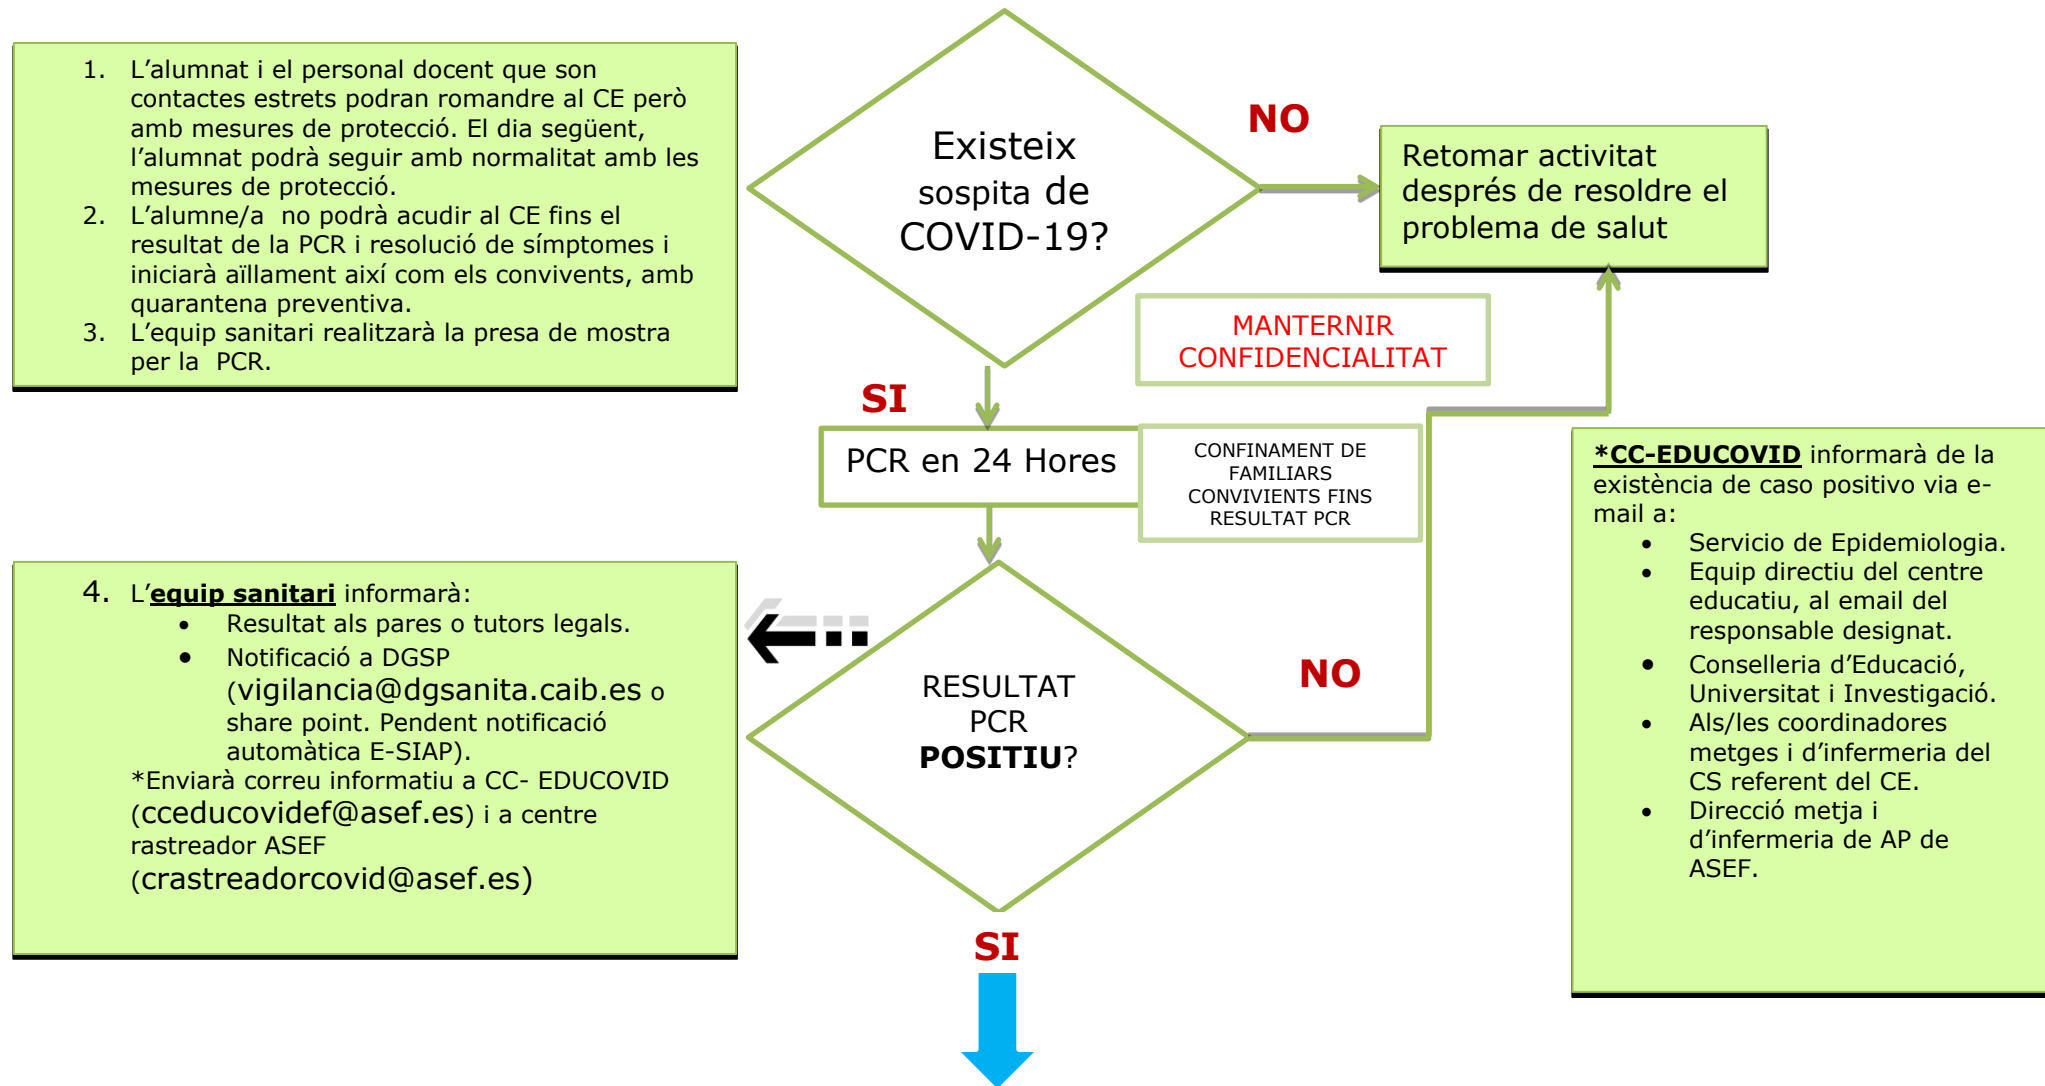 1. L’alumnat i el personal docent que son
contactes estrets podran romandre al CE però
amb mesures de protecció. El dia següent,
l’alumnat podrà seguir amb normalitat amb les
mesures de protecció.
2. L’alumne/a no podrà acudir al CE fins el
resultat de la PCR i resolució de símptomes i
iniciarà aïllament així com els convivents, amb
quarantena preventiva.
3. L’equip sanitari realitzarà la presa de mostra
per la PCR.
Existeix
sospita de
COVID-19?
NO
Retomar activitat
després de resoldre el
problema de salut
MANTERNIR
CONFIDENCIALITAT
SI
PCR en 24 Hores
CONFINAMENT DE
FAMILIARS
CONVIVIENTS FINS
RESULTAT PCR
*CC-EDUCOVID informarà de la
existència de caso positivo via e-
mail a:
• Servicio de Epidemiologia.
• Equip directiu del centre
educatiu, al email del
responsable designat.
• Conselleria d’Educació,
Universitat i Investigació.
• Als/les coordinadores
metges i d’infermeria del
CS referent del CE.
• Direcció metja i
d’infermeria de AP de
ASEF.
4. L’equip sanitari informarà:
• Resultat als pares o tutors legals.
• Notificació a DGSP
(vigilancia@dgsanita.caib.es o
share point. Pendent notificació
automàtica E-SIAP).
*Enviarà correu informatiu a CC- EDUCOVID
(cceducovidef@asef.es) i a centre
rastreador ASEF
(crastreadorcovid@asef.es)
RESULTAT
PCR
POSITIU?
NO
SI